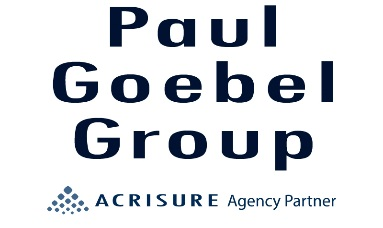 Paul
Goebel
Group
ACRISURE Agency Partner